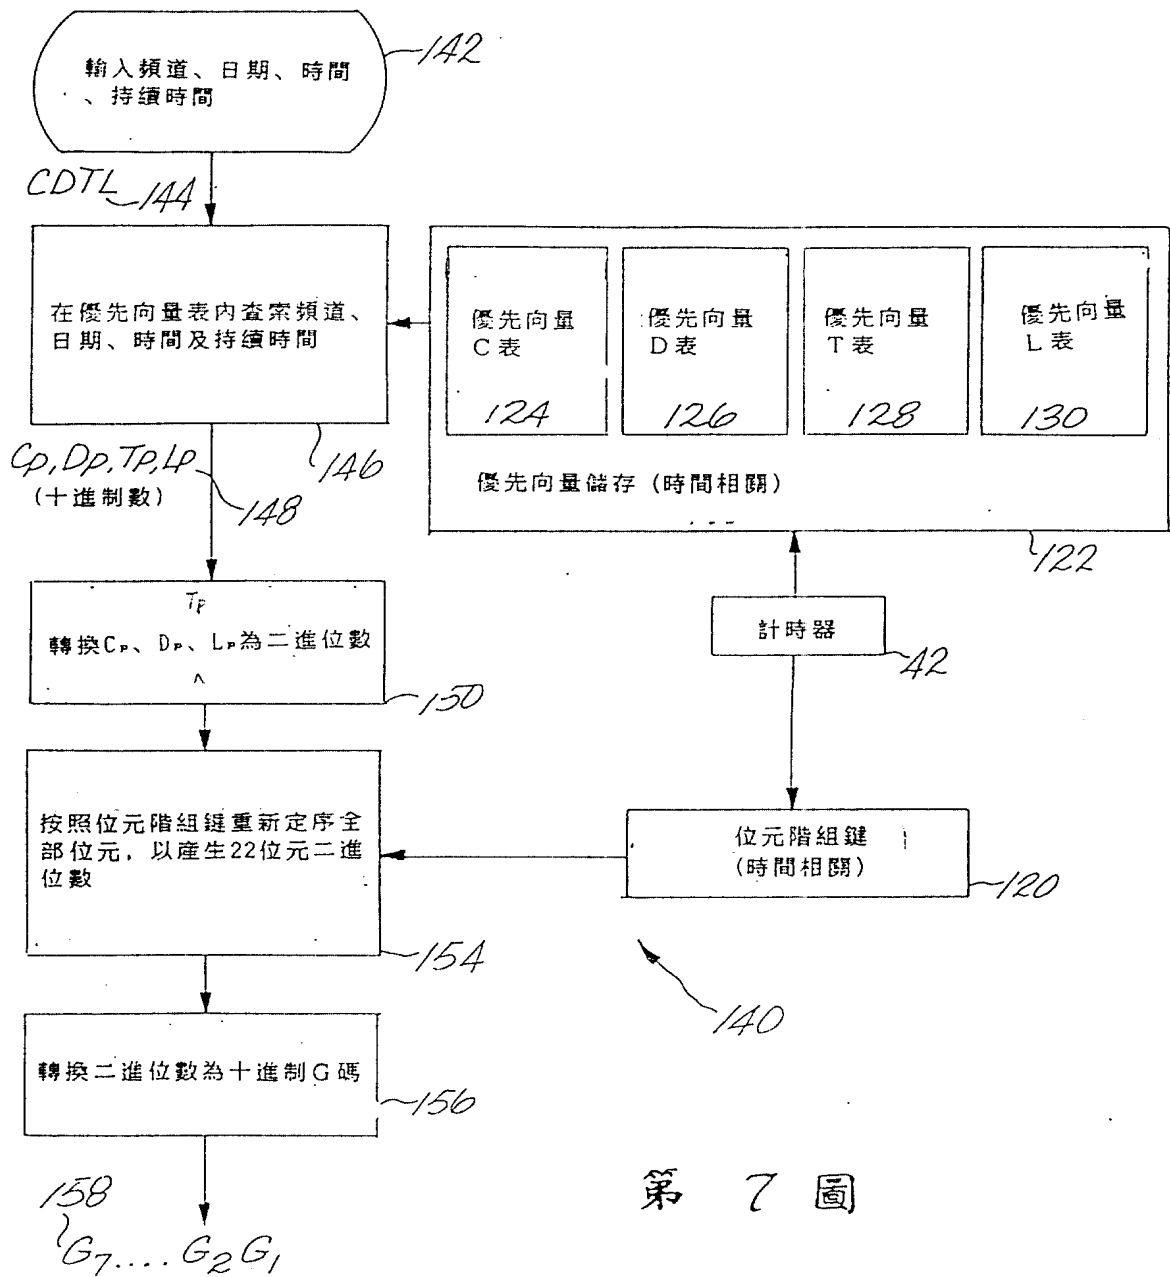 輸入頻道、日期、時間
、持續時間
142
CDTL
144
在優先向量表內查索頻道、
日期、時間及持續時間
146
優先向量
C表
124
優先向量
D表
126
優先向量
T表
128
優先向量
L表
130
優先向量儲存(時間相關)
122
Cp,Dp,Tp,Lp
(十進制數)
148
Tp
轉換Cp、Dp、Lp為二進位數
^
150
計時器
42
按照位元階組鍵重新定序全
部位元，以產生22位元二進
位數
154
位元階組鍵
(時間相關)
120
140
轉換二進位數為十進制G碼
156
158
G7.... G2 G1
第 7 圖